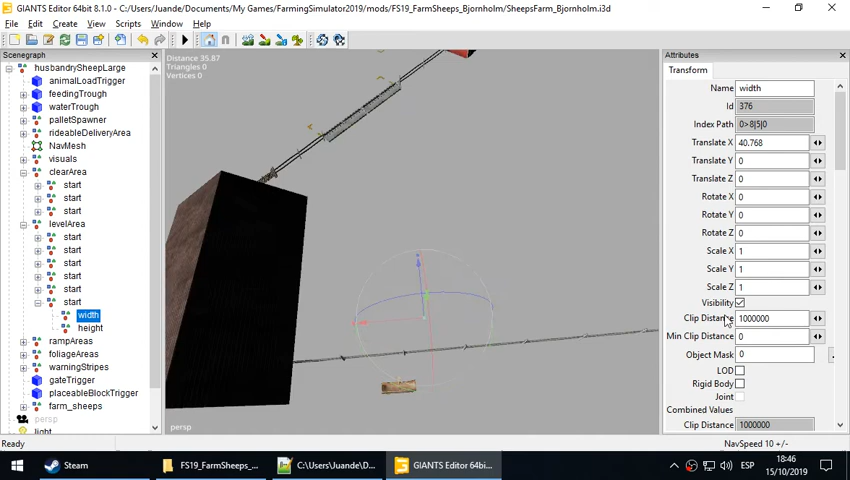 GIANTS Editor 64bit 8.1.0 - C:/Users/Juande/Documents/My Games/FarmingSimulator2019/mods/FS19_FarmSheeps_Bjornholm/SheepsFarm_Bjornholm.i3d
File Edit Create View Scripts Window Help
Scenegraph
husbandrySheepLarge
animalLoadTrigger
feedingTrough
waterTrough
palletSpawner
rideableDeliveryArea
NavMesh
visuals
clearArea
start
start
start
levelArea
start
start
start
start
start
start
width
height
rampAreas
foliageAreas
warningStripes
gateTrigger
placeableBlockTrigger
farm_sheeps
persp
light
Distance 35.87
Triangles 0
Vertices 0
persp
Attributes
Transform
Name width
Id 376
Index Path 0>8|5|0
Translate X 40.768
Translate Y 0
Translate Z 0
Rotate X 0
Rotate Y 0
Rotate Z 0
Scale X 1
Scale Y 1
Scale Z 1
Visibility
Clip Distance 1000000
Min Clip Distance 0
Object Mask 0
LOD
Rigid Body
Joint
Combined Values
Clip Distance 1000000
Ready
NavSpeed 10 +/-
Steam
FS19_FarmSheeps_...
C:\Users\Juande\D...
GIANTS Editor 64bi...
ESP
18:46
15/10/2019